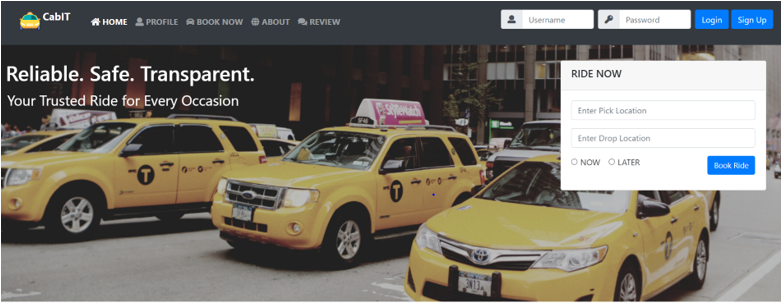 CabIT
HOME PROFILE BOOK NOW ABOUT REVIEW
Username Password Login Sign Up
Reliable. Safe. Transparent.
Your Trusted Ride for Every Occasion
RIDE NOW
Enter Pick Location
Enter Drop Location
NOW LATER Book Ride
T
T
T